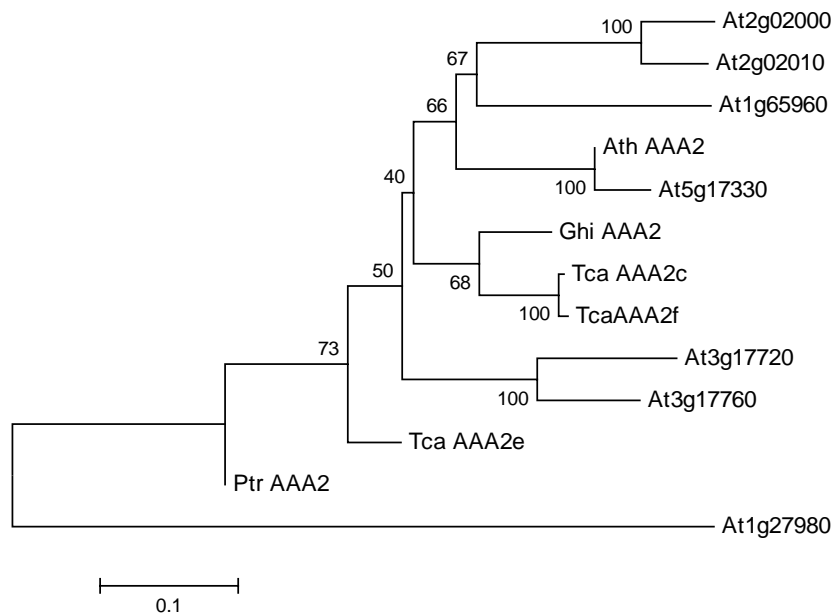 At2g02000
100
At2g02010
67
At1g65960
66
Ath AAA2
100
At5g17330
40
Ghi AAA2
Tca AAA2c
68
100
TcaAAA2f
50
At3g17720
73
100
At3g17760
Tca AAA2e
Ptr AAA2
At1g27980
0.1